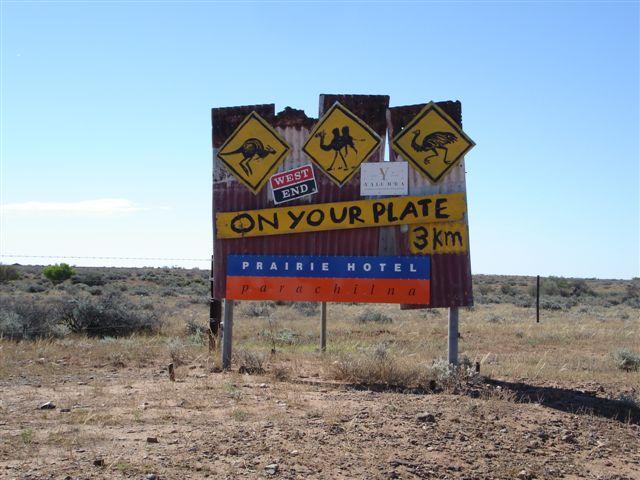 WEST
END
Y
YALUMBA
ON YOUR PLATE
3 Km
PRAIRIE HOTEL
parachilna